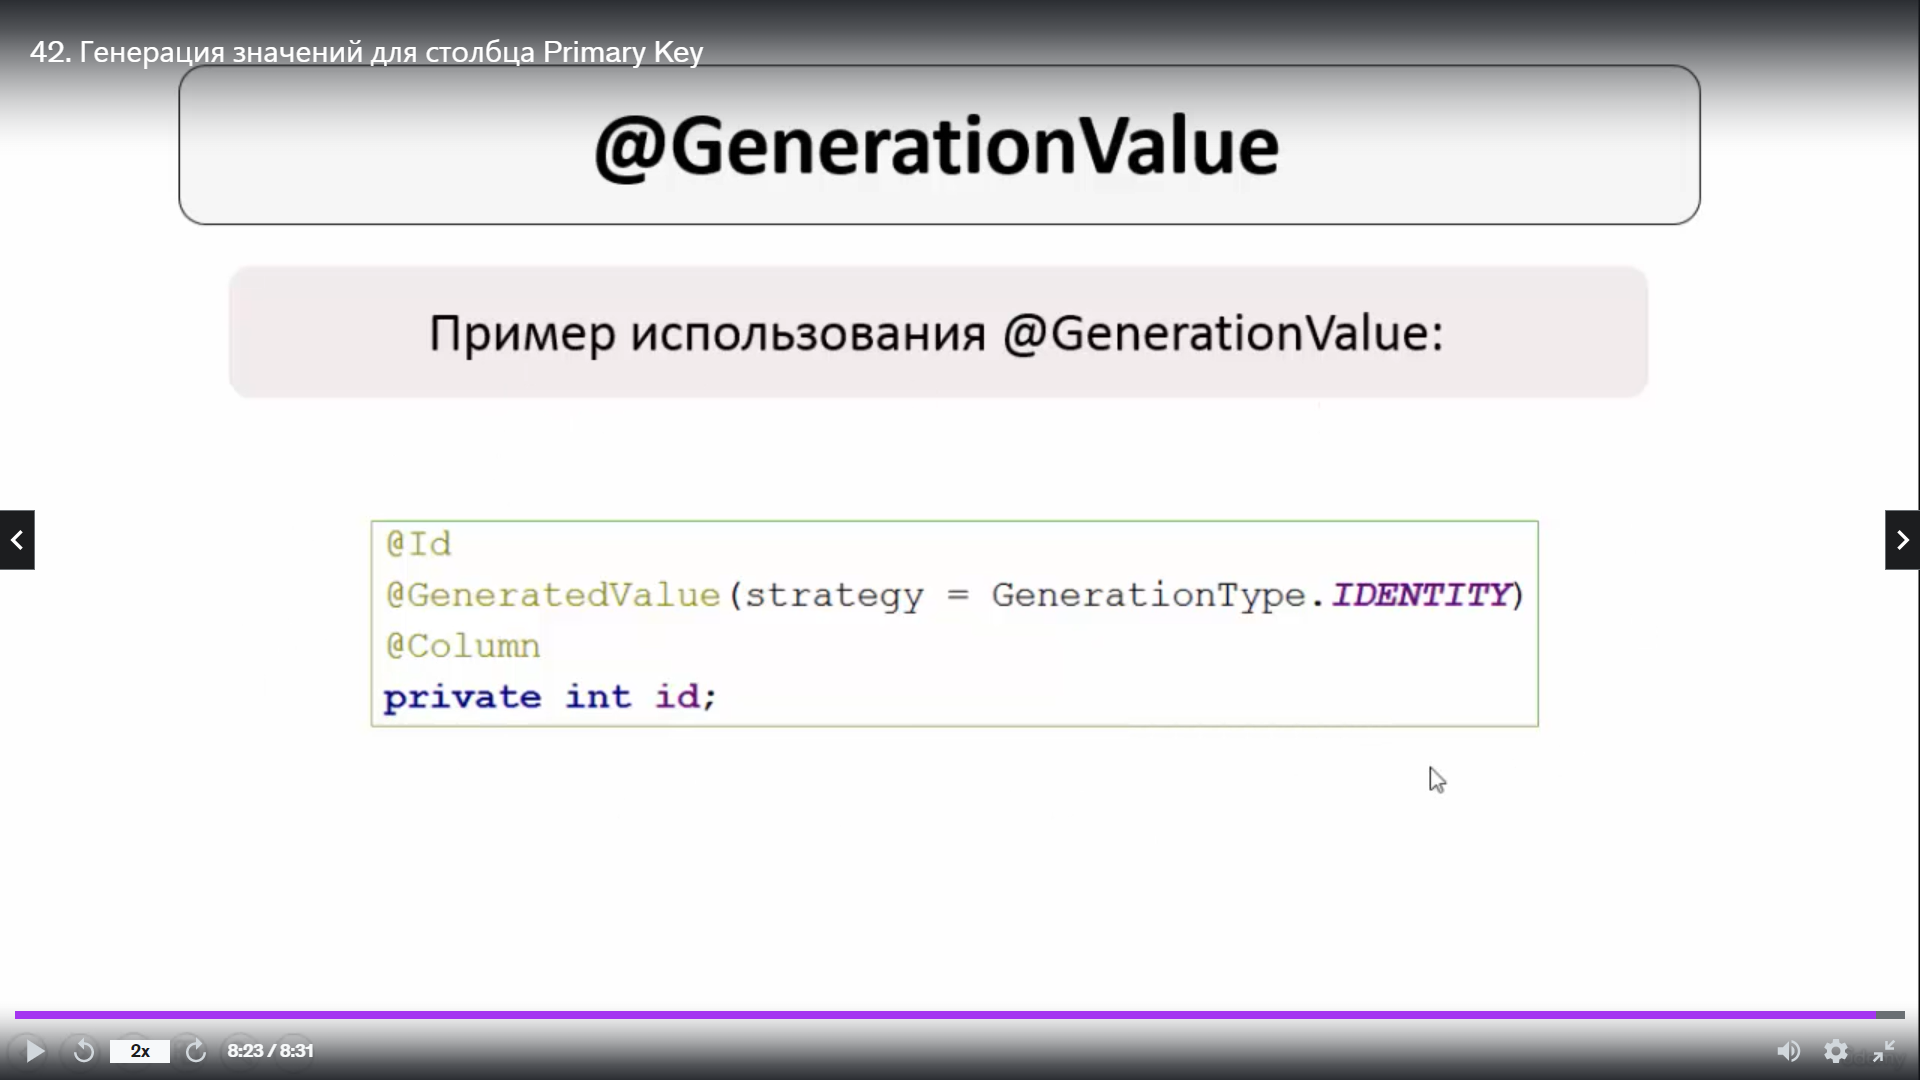 42. Генерация значений для столбца Primary Key
@GenerationValue
Пример использования @GenerationValue:
@Id
@GeneratedValue(strategy = GenerationType.IDENTITY)
@Column
private int id;
2x
8:23 / 8:31